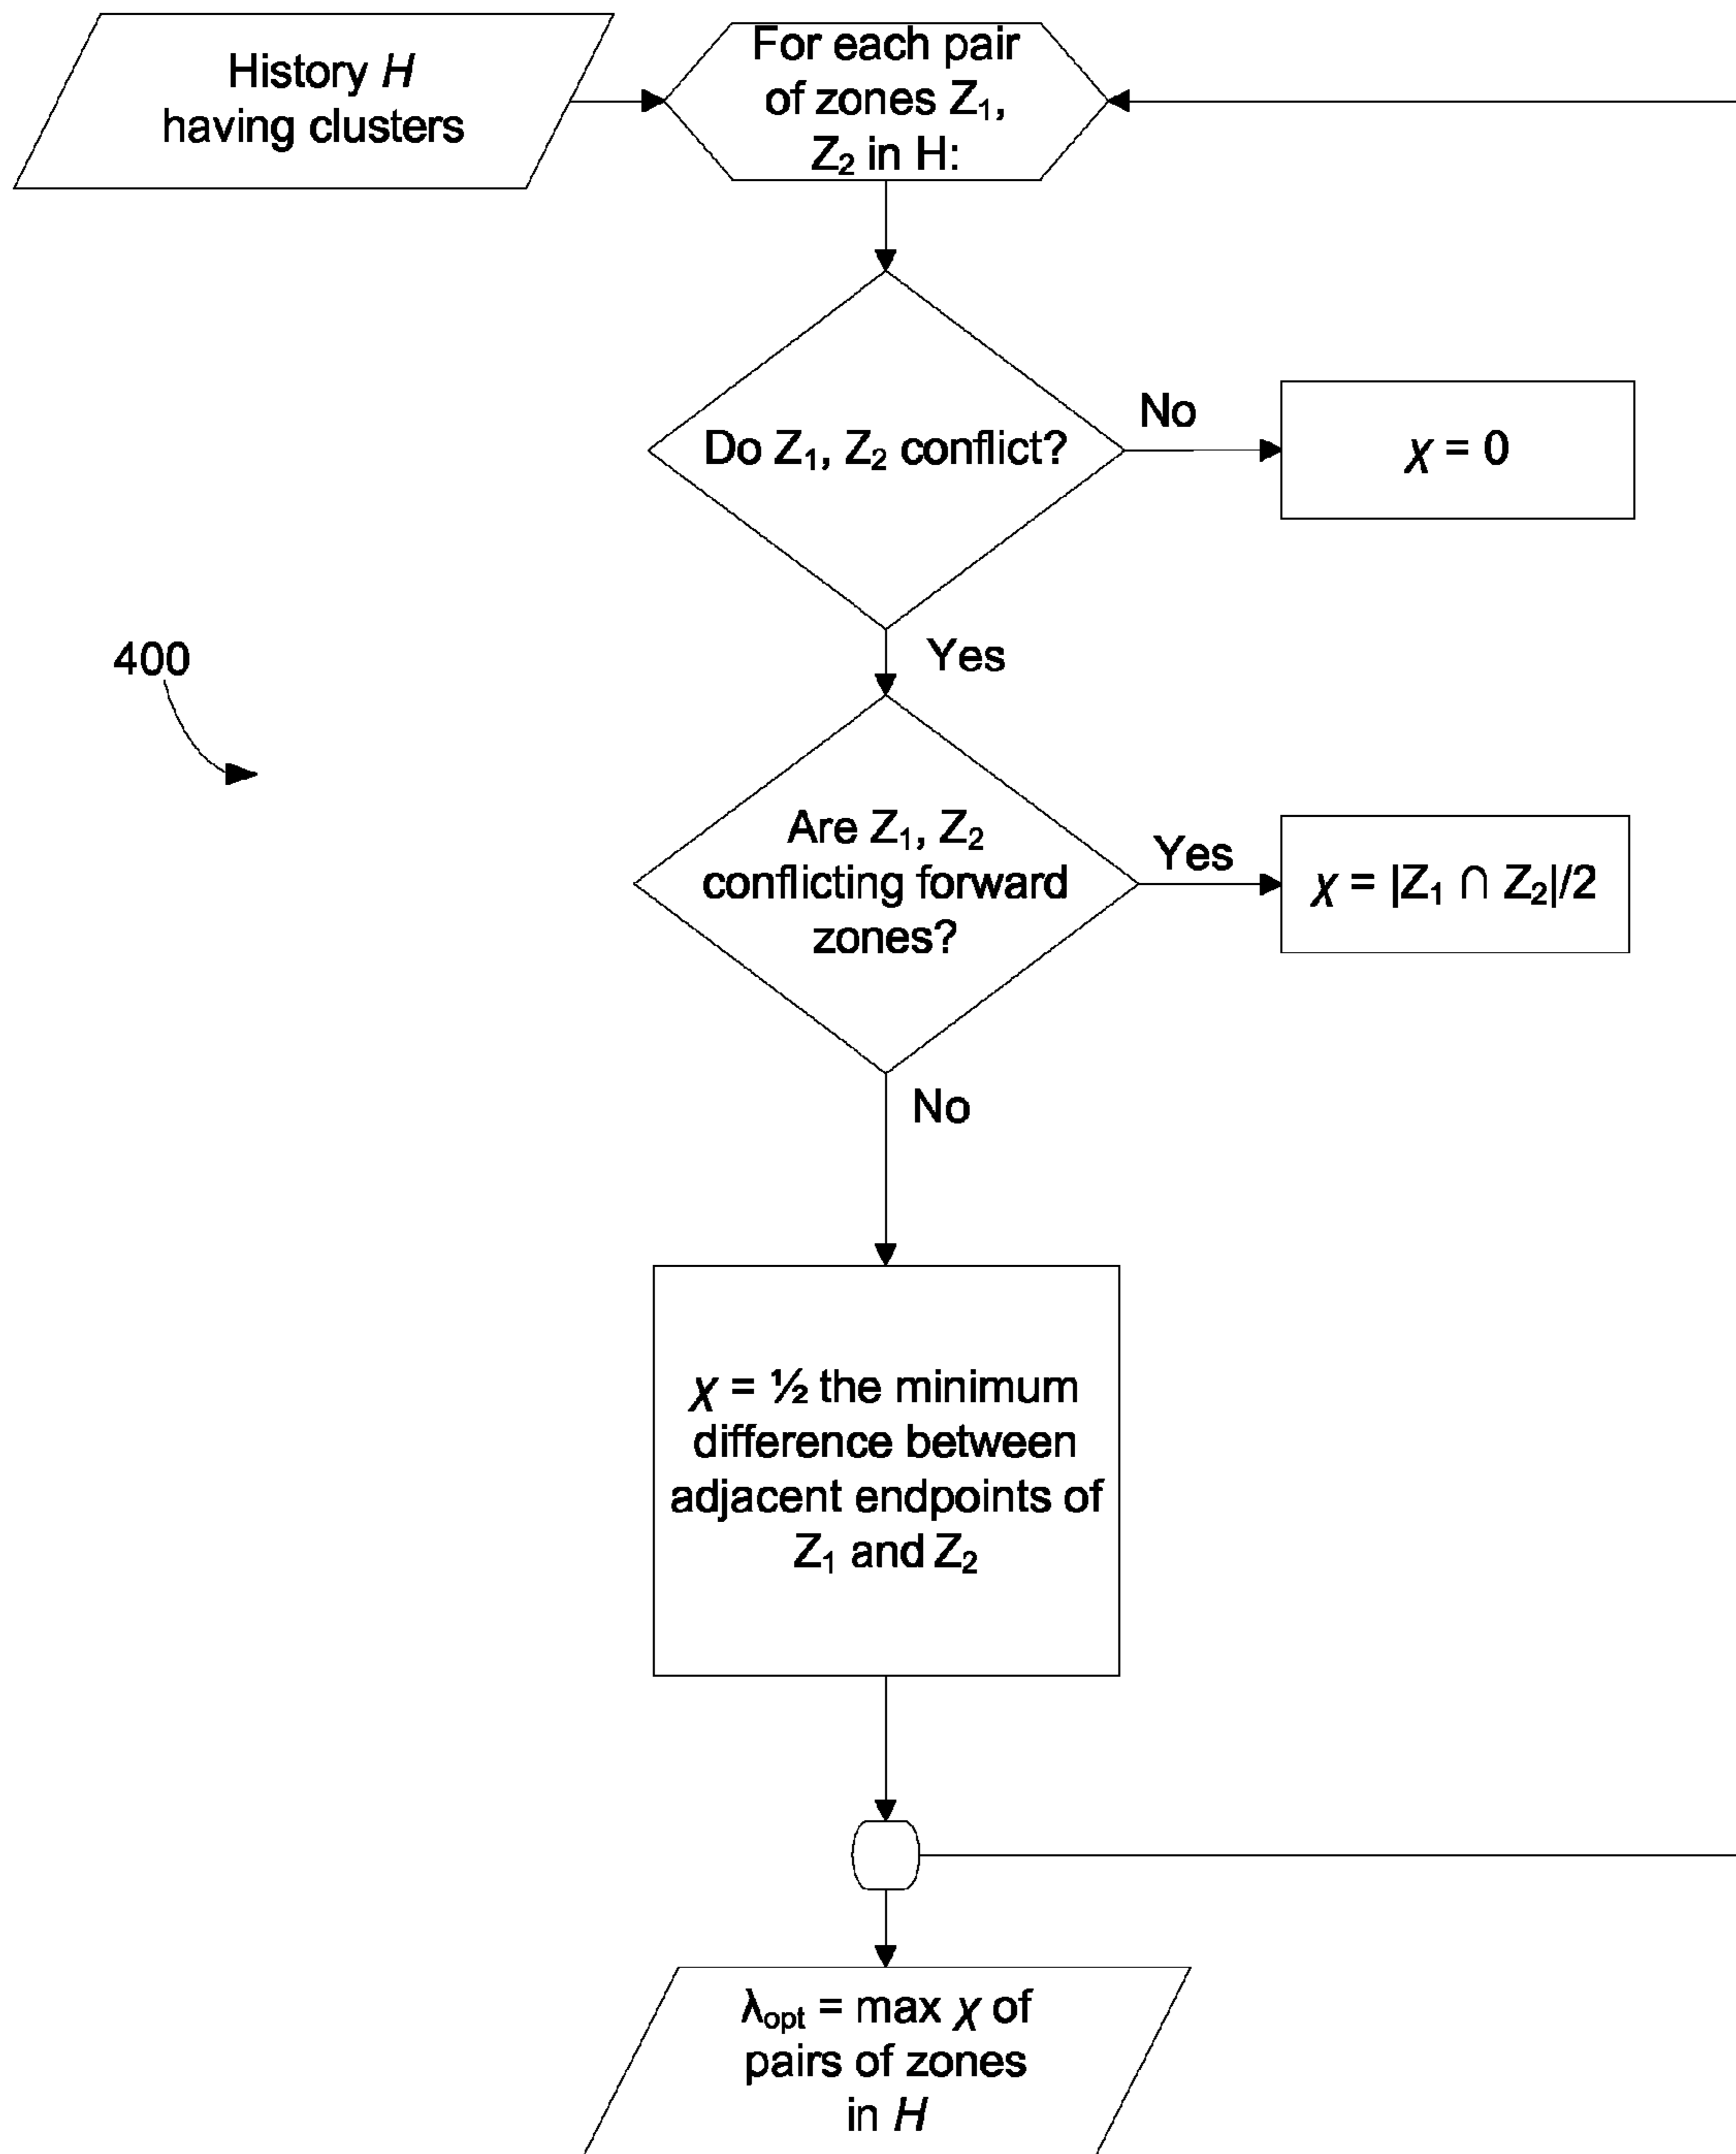 History H
having clusters
For each pair
of zones Z₁,
Z₂ in H:
Do Z₁, Z₂ conflict?
No
χ = 0
Yes
400
Are Z₁, Z₂
conflicting forward
zones?
Yes
χ = |Z₁ ∩ Z₂|/2
No
χ = ½ the minimum
difference between
adjacent endpoints of
Z₁ and Z₂
λopt = max χ of
pairs of zones
in H